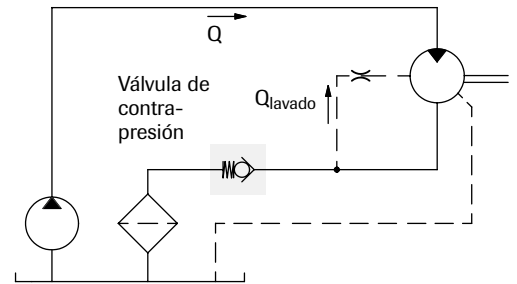 Q
Válvula de
contra-
presión
Qlavado